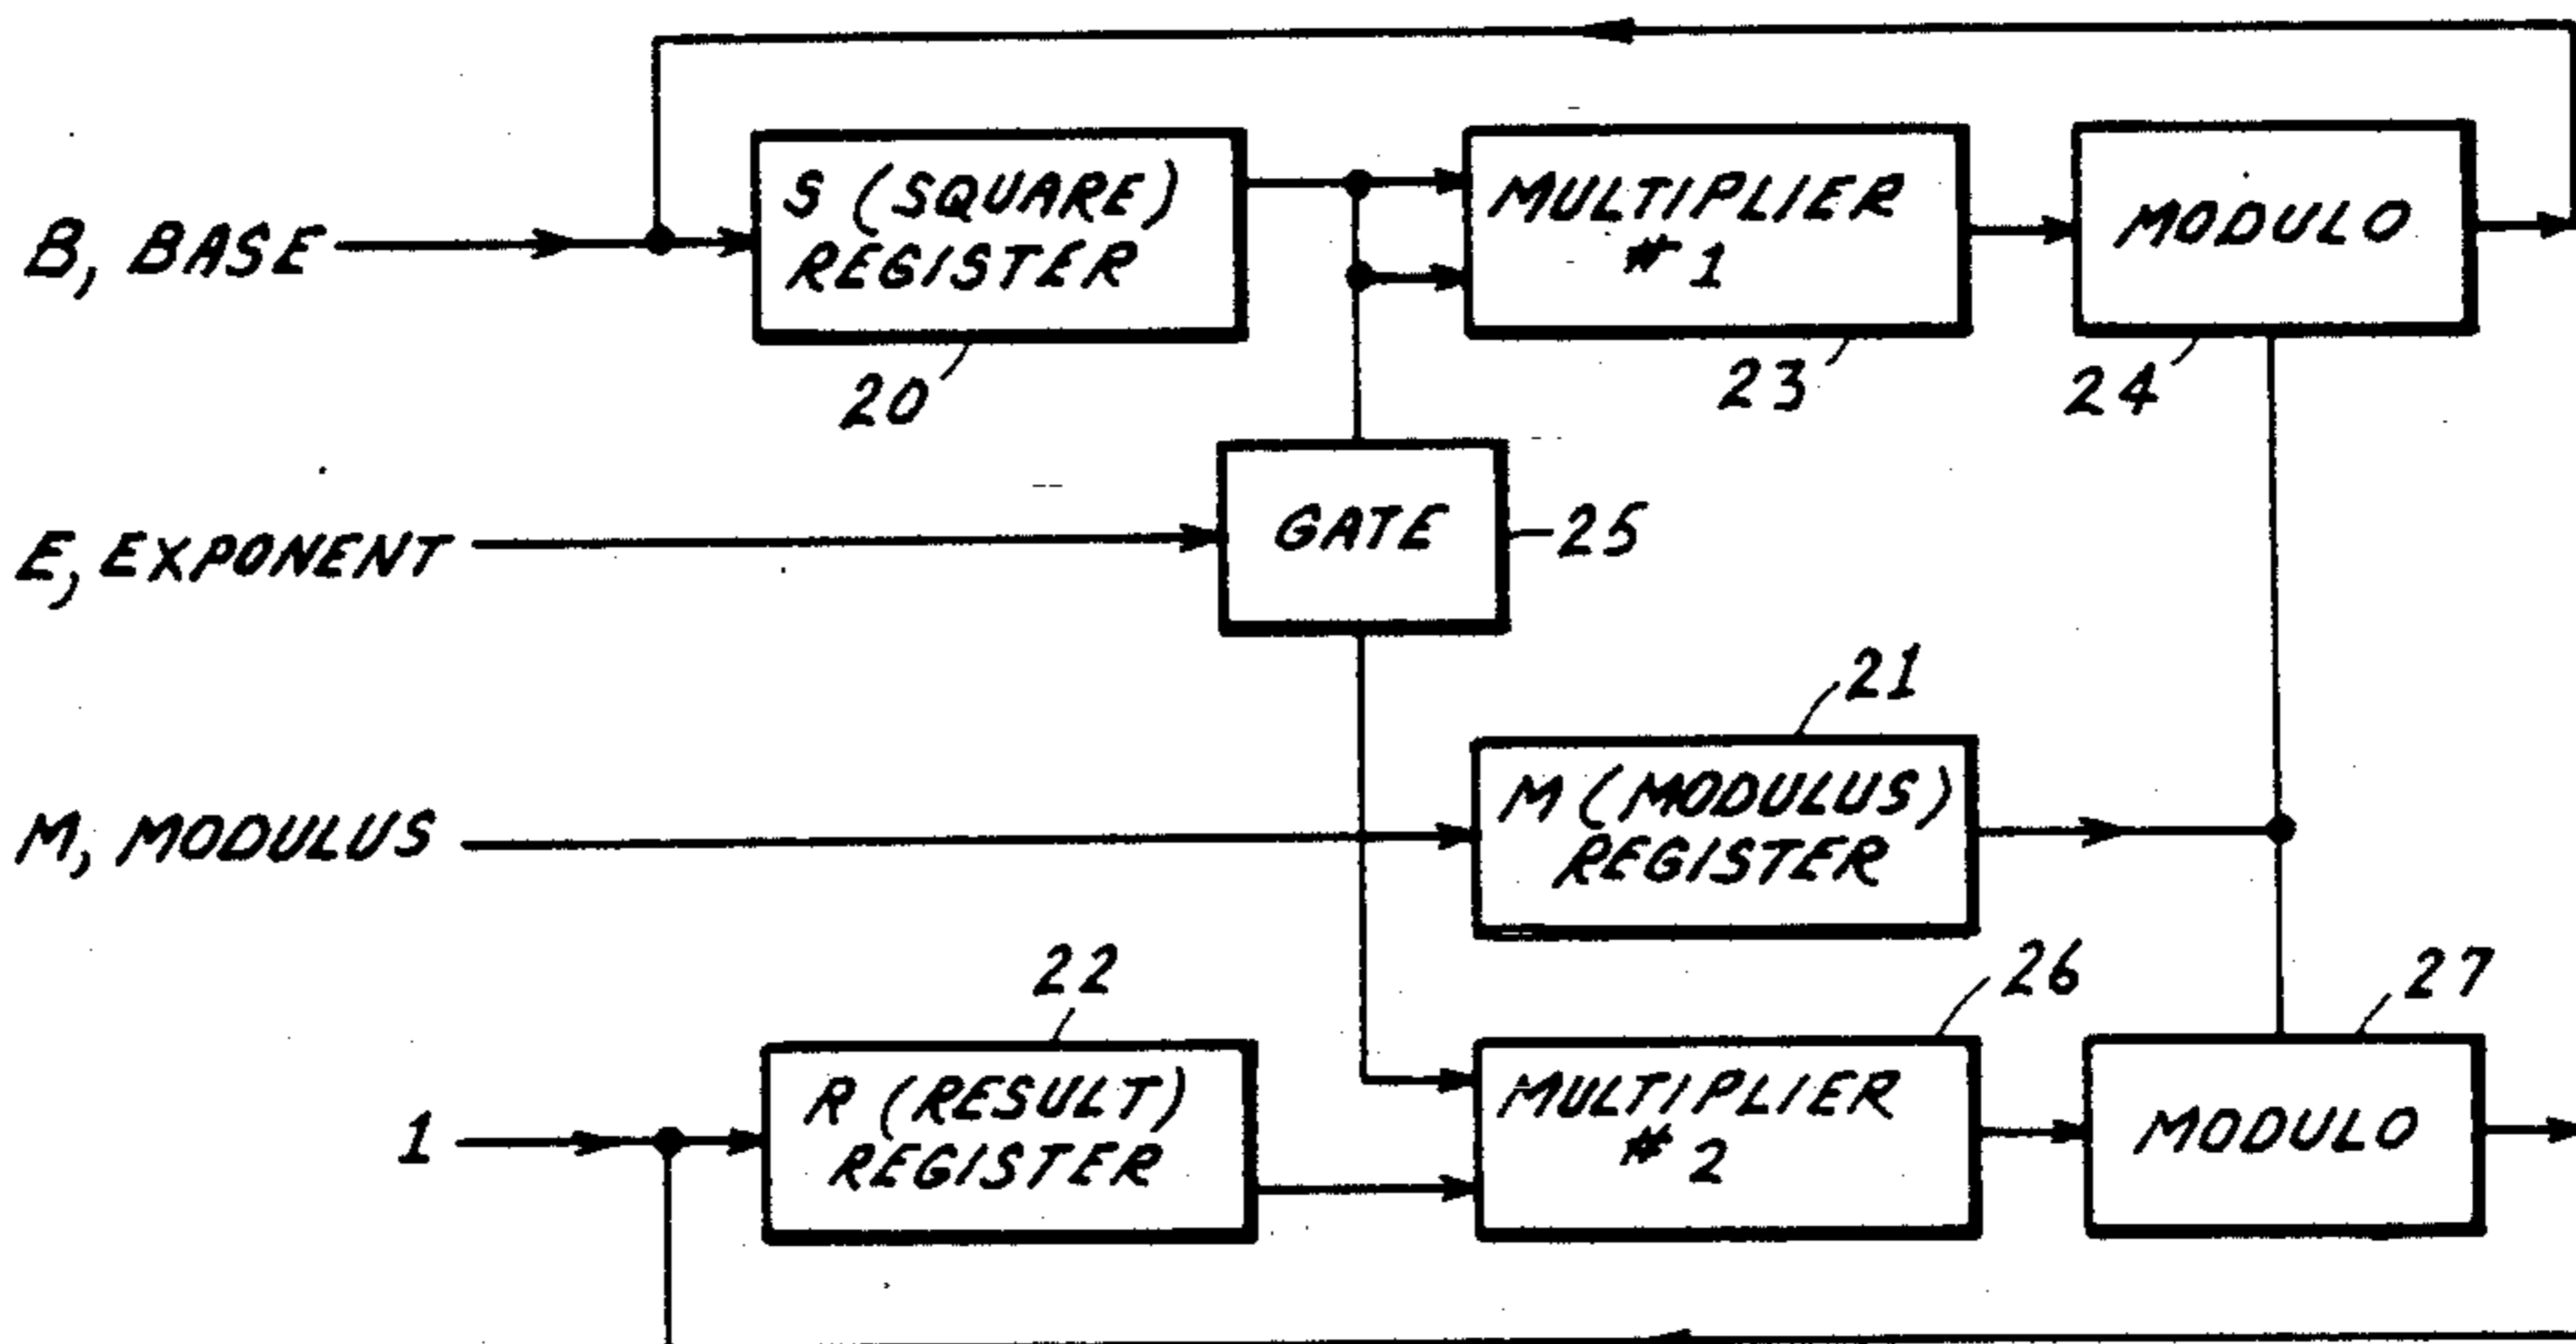 B, BASE
S (SQUARE)
REGISTER
20
MULTIPLIER
# 1
23
MODULO
24
E, EXPONENT
GATE
25
M, MODULUS
21
M (MODULUS)
REGISTER
1
22
R (RESULT)
REGISTER
26
MULTIPLIER
# 2
27
MODULO